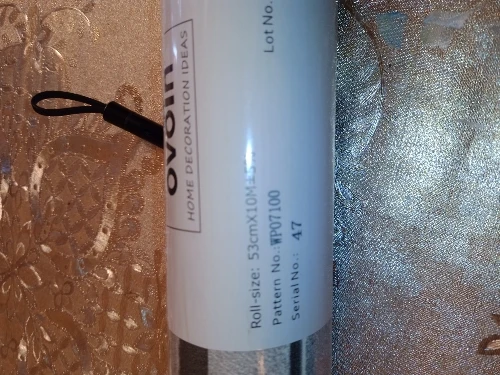 ovoin
HOME DECORATION IDEAS
Roll-size: 53cmX10M
Pattern No.: WP07100
Serial No.: 47
Lot No.